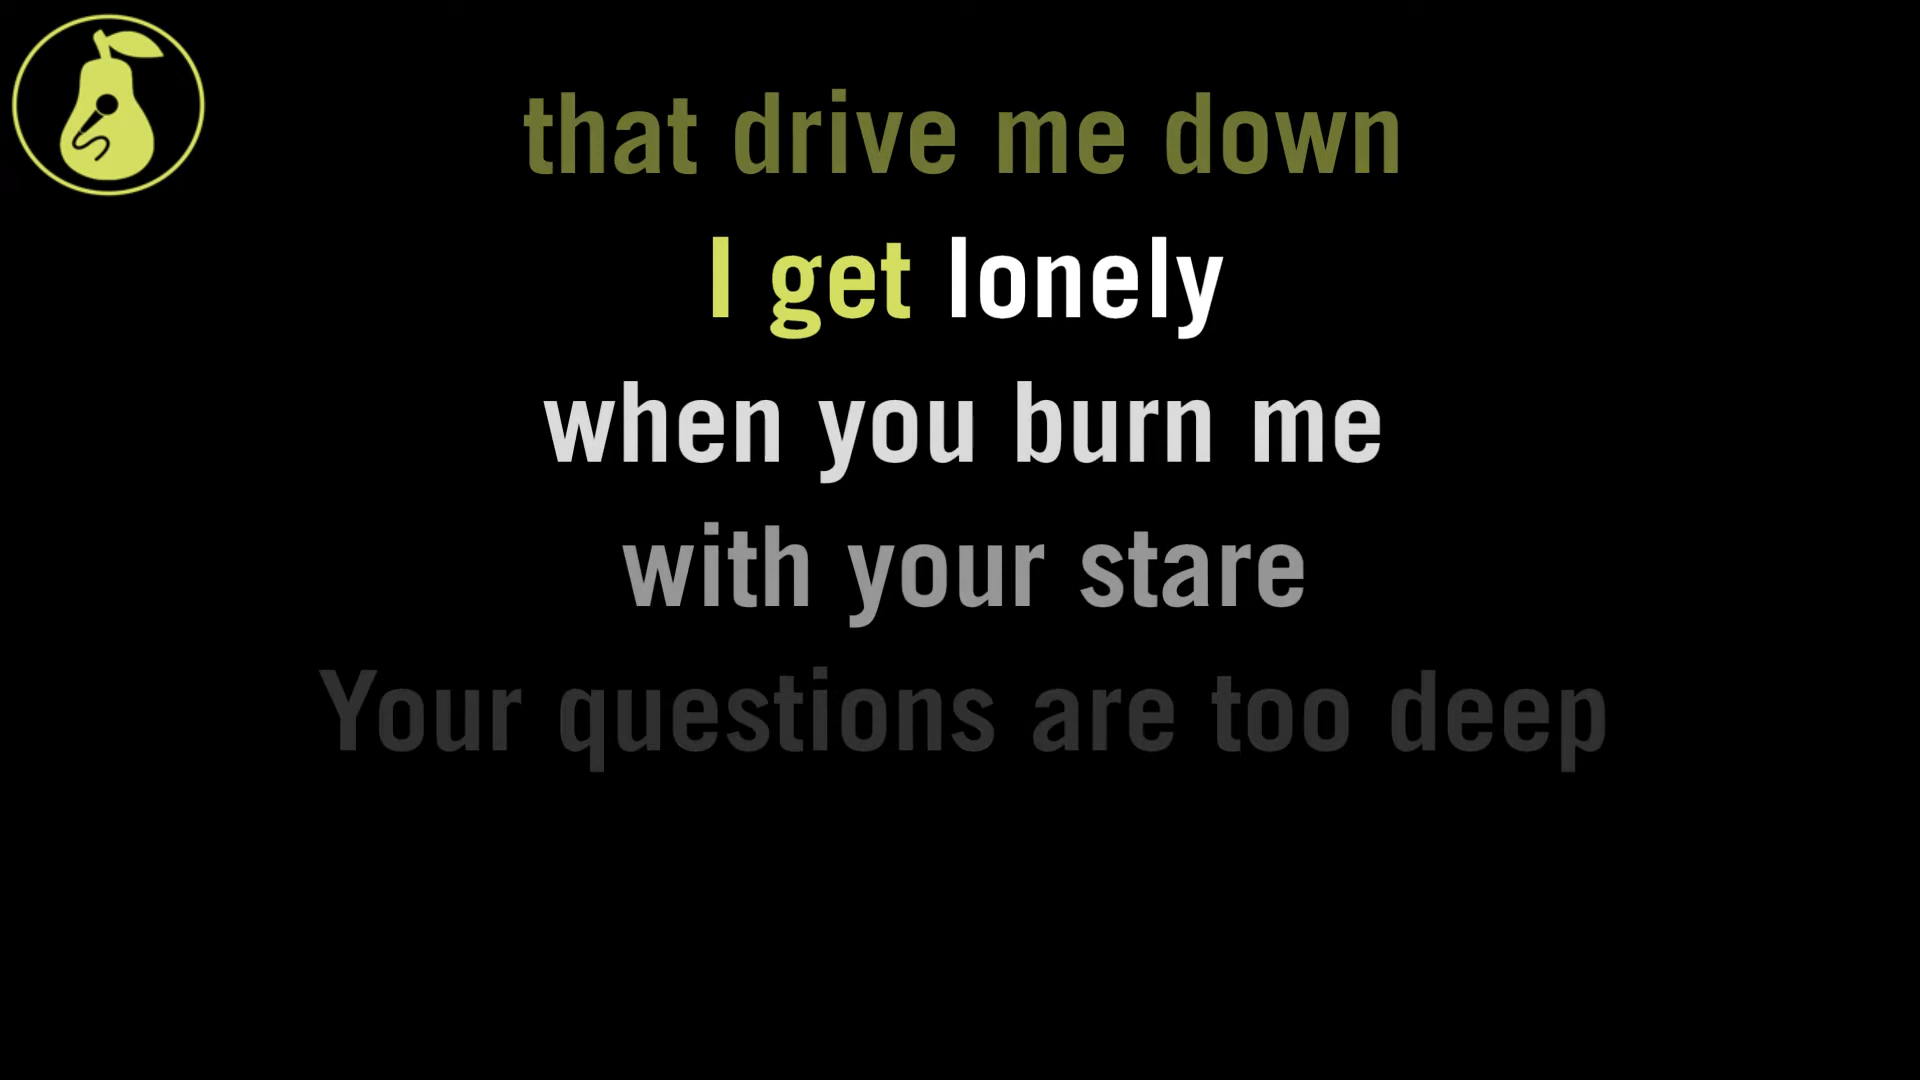 that drive me down
I get lonely
when you burn me
with your stare
Your questions are too deep